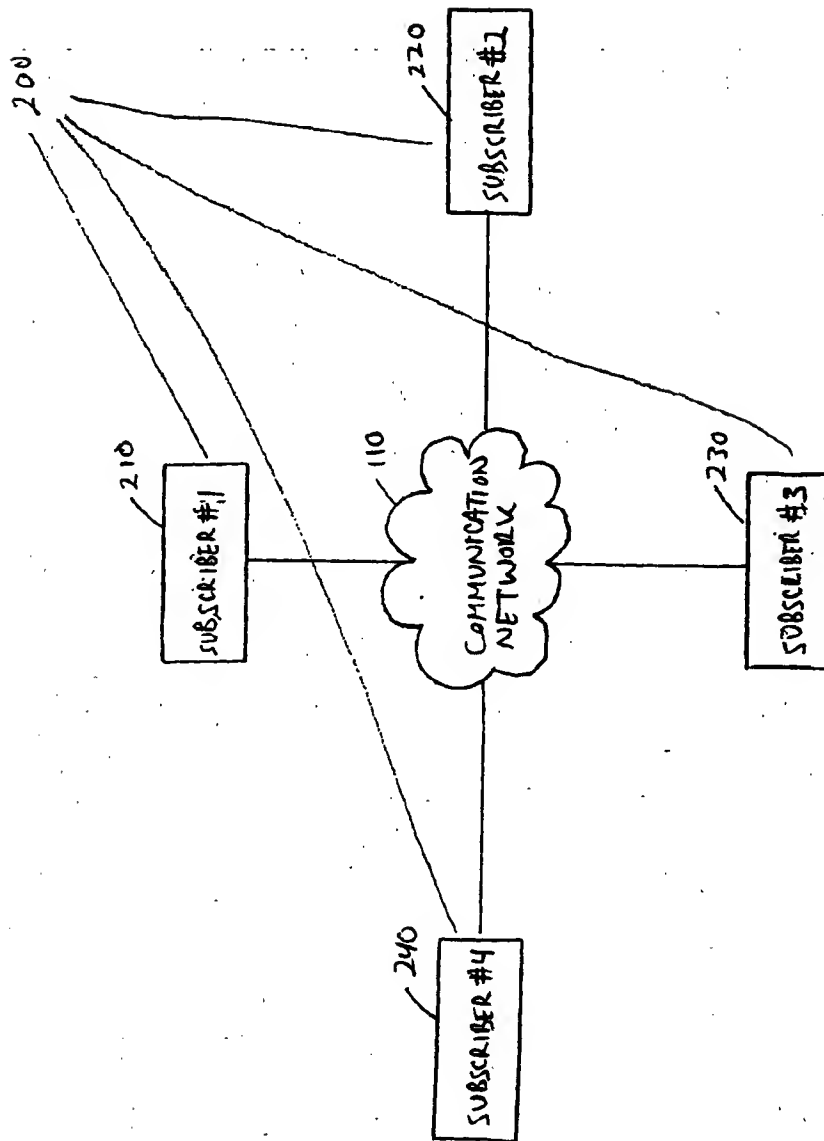 200
210
SUBSCRIBER #1
220
SUBSCRIBER #2
110
COMMUNICATION
NETWORK
240
SUBSCRIBER #4
230
SUBSCRIBER #3